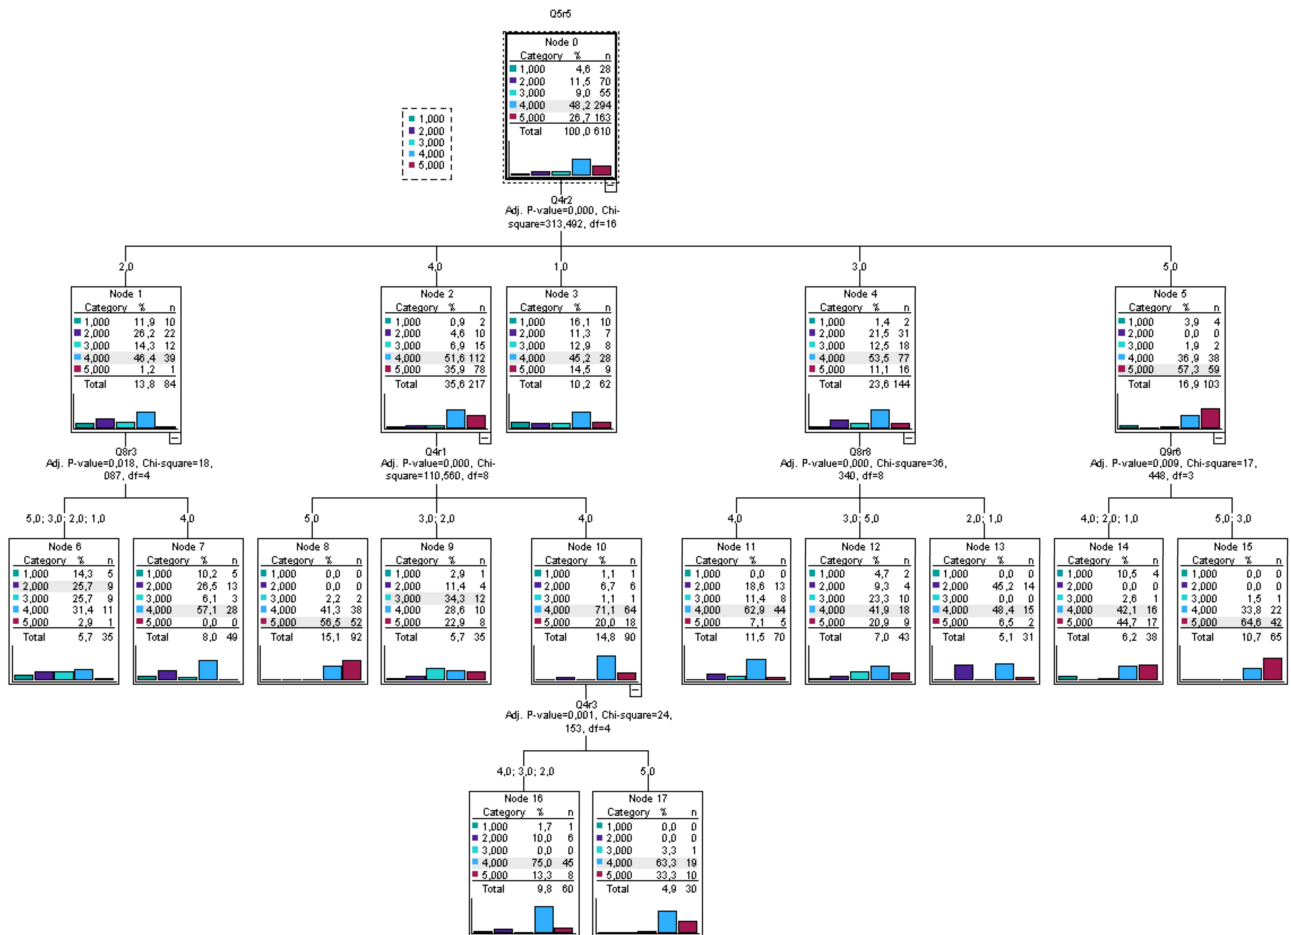 Q5r5
Node 0
Category % n
1,000 4,6 28
2,000 11,5 70
3,000 9,0 55
4,000 48,2 294
5,000 26,7 163
Total 100,0 610
1,000
2,000
3,000
4,000
5,000
Q4r2
Adj. P-value=0,000, Chi-
square=313,492, df=16
2,0
4,0
1,0
3,0
5,0
Node 1
Category % n
1,000 11,9 10
2,000 26,2 22
3,000 14,3 12
4,000 46,4 39
5,000 1,2 1
Total 13,8 84
Node 2
Category % n
1,000 0,9 2
2,000 4,6 10
3,000 6,9 15
4,000 51,6 112
5,000 35,9 78
Total 35,6 217
Node 3
Category % n
1,000 16,1 10
2,000 11,3 7
3,000 12,9 8
4,000 45,2 28
5,000 14,5 9
Total 10,2 62
Node 4
Category % n
1,000 1,4 2
2,000 21,5 31
3,000 12,5 18
4,000 53,5 77
5,000 11,1 16
Total 23,6 144
Node 5
Category % n
1,000 3,9 4
2,000 0,0 0
3,000 1,9 2
4,000 36,9 38
5,000 57,3 59
Total 16,9 103
Q8r3
Adj. P-value=0,018, Chi-square=18,
087, df=4
Q4r1
Adj. P-value=0,000, Chi-
square=110,560, df=8
Q8r8
Adj. P-value=0,000, Chi-square=36,
340, df=8
Q9r6
Adj. P-value=0,009, Chi-square=17,
448, df=3
5,0; 3,0; 2,0; 1,0
4,0
5,0
3,0; 2,0
4,0
4,0
3,0; 5,0
2,0; 1,0
4,0; 2,0; 1,0
5,0; 3,0
Node 6
Category % n
1,000 14,3 5
2,000 25,7 9
3,000 25,7 9
4,000 31,4 11
5,000 2,9 1
Total 5,7 35
Node 7
Category % n
1,000 10,2 5
2,000 26,5 13
3,000 6,1 3
4,000 57,1 28
5,000 0,0 0
Total 8,0 49
Node 8
Category % n
1,000 0,0 0
2,000 0,0 0
3,000 2,2 2
4,000 41,3 38
5,000 56,5 52
Total 15,1 92
Node 9
Category % n
1,000 2,9 1
2,000 11,4 4
3,000 34,3 12
4,000 28,6 10
5,000 22,9 8
Total 5,7 35
Node 10
Category % n
1,000 1,1 1
2,000 6,7 6
3,000 1,1 1
4,000 71,1 64
5,000 20,0 18
Total 14,8 90
Node 11
Category % n
1,000 0,0 0
2,000 18,6 13
3,000 11,4 8
4,000 62,9 44
5,000 7,1 5
Total 11,5 70
Node 12
Category % n
1,000 4,7 2
2,000 9,3 4
3,000 23,3 10
4,000 41,9 18
5,000 20,9 9
Total 7,0 43
Node 13
Category % n
1,000 0,0 0
2,000 45,2 14
3,000 0,0 0
4,000 48,4 15
5,000 6,5 2
Total 5,1 31
Node 14
Category % n
1,000 10,5 4
2,000 0,0 0
3,000 2,6 1
4,000 42,1 16
5,000 44,7 17
Total 6,2 38
Node 15
Category % n
1,000 0,0 0
2,000 0,0 0
3,000 1,5 1
4,000 33,8 22
5,000 64,6 42
Total 10,7 65
Q4r3
Adj. P-value=0,001, Chi-square=24,
153, df=4
4,0; 3,0; 2,0
5,0
Node 16
Category % n
1,000 1,7 1
2,000 10,0 6
3,000 0,0 0
4,000 75,0 45
5,000 13,3 8
Total 9,8 60
Node 17
Category % n
1,000 0,0 0
2,000 0,0 0
3,000 3,3 1
4,000 63,3 19
5,000 33,3 10
Total 4,9 30